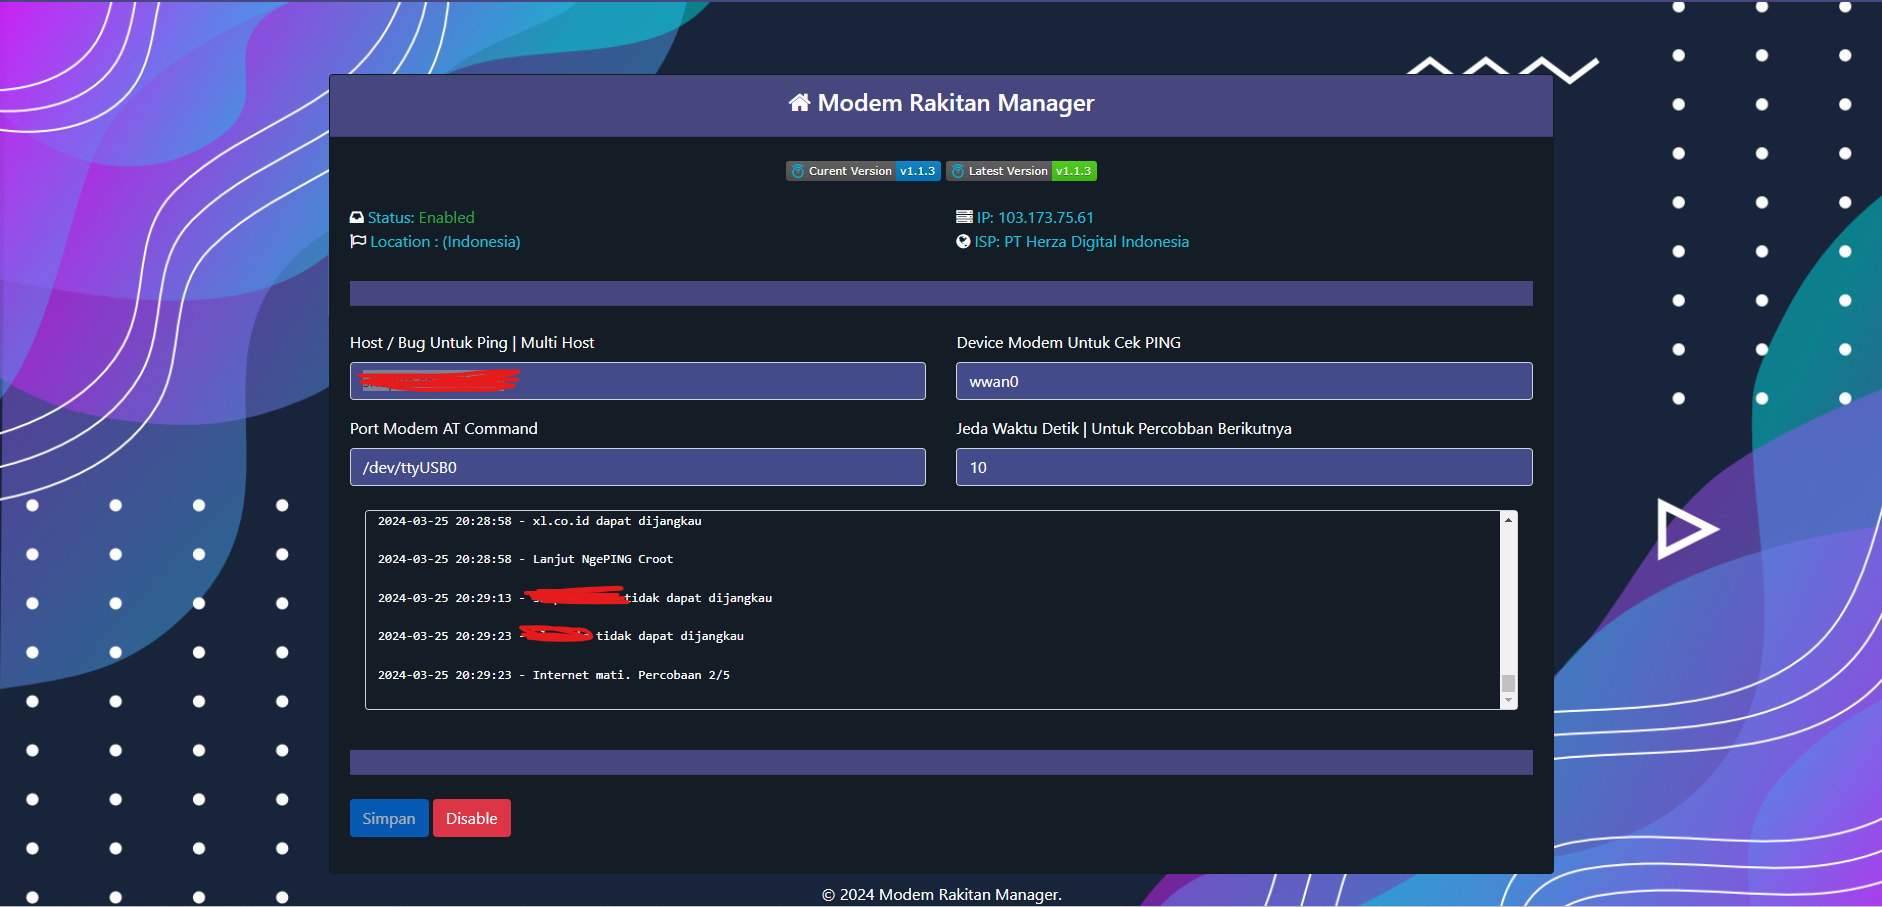 Modem Rakitan Manager
Curent Version v1.1.3 Latest Version v1.1.3
Status: Enabled
IP: 103.173.75.61
Location : (Indonesia)
ISP: PT Herza Digital Indonesia
Host / Bug Untuk Ping | Multi Host
Device Modem Untuk Cek PING
wwan0
Port Modem AT Command
Jeda Waktu Detik | Untuk Percobban Berikutnya
/dev/ttyUSB0
10
2024-03-25 20:28:58 - xl.co.id dapat dijangkau
2024-03-25 20:28:58 - Lanjut NgePING Croot
2024-03-25 20:29:13 - tidak dapat dijangkau
2024-03-25 20:29:23 - tidak dapat dijangkau
2024-03-25 20:29:23 - Internet mati. Percobaan 2/5
Simpan Disable
© 2024 Modem Rakitan Manager.